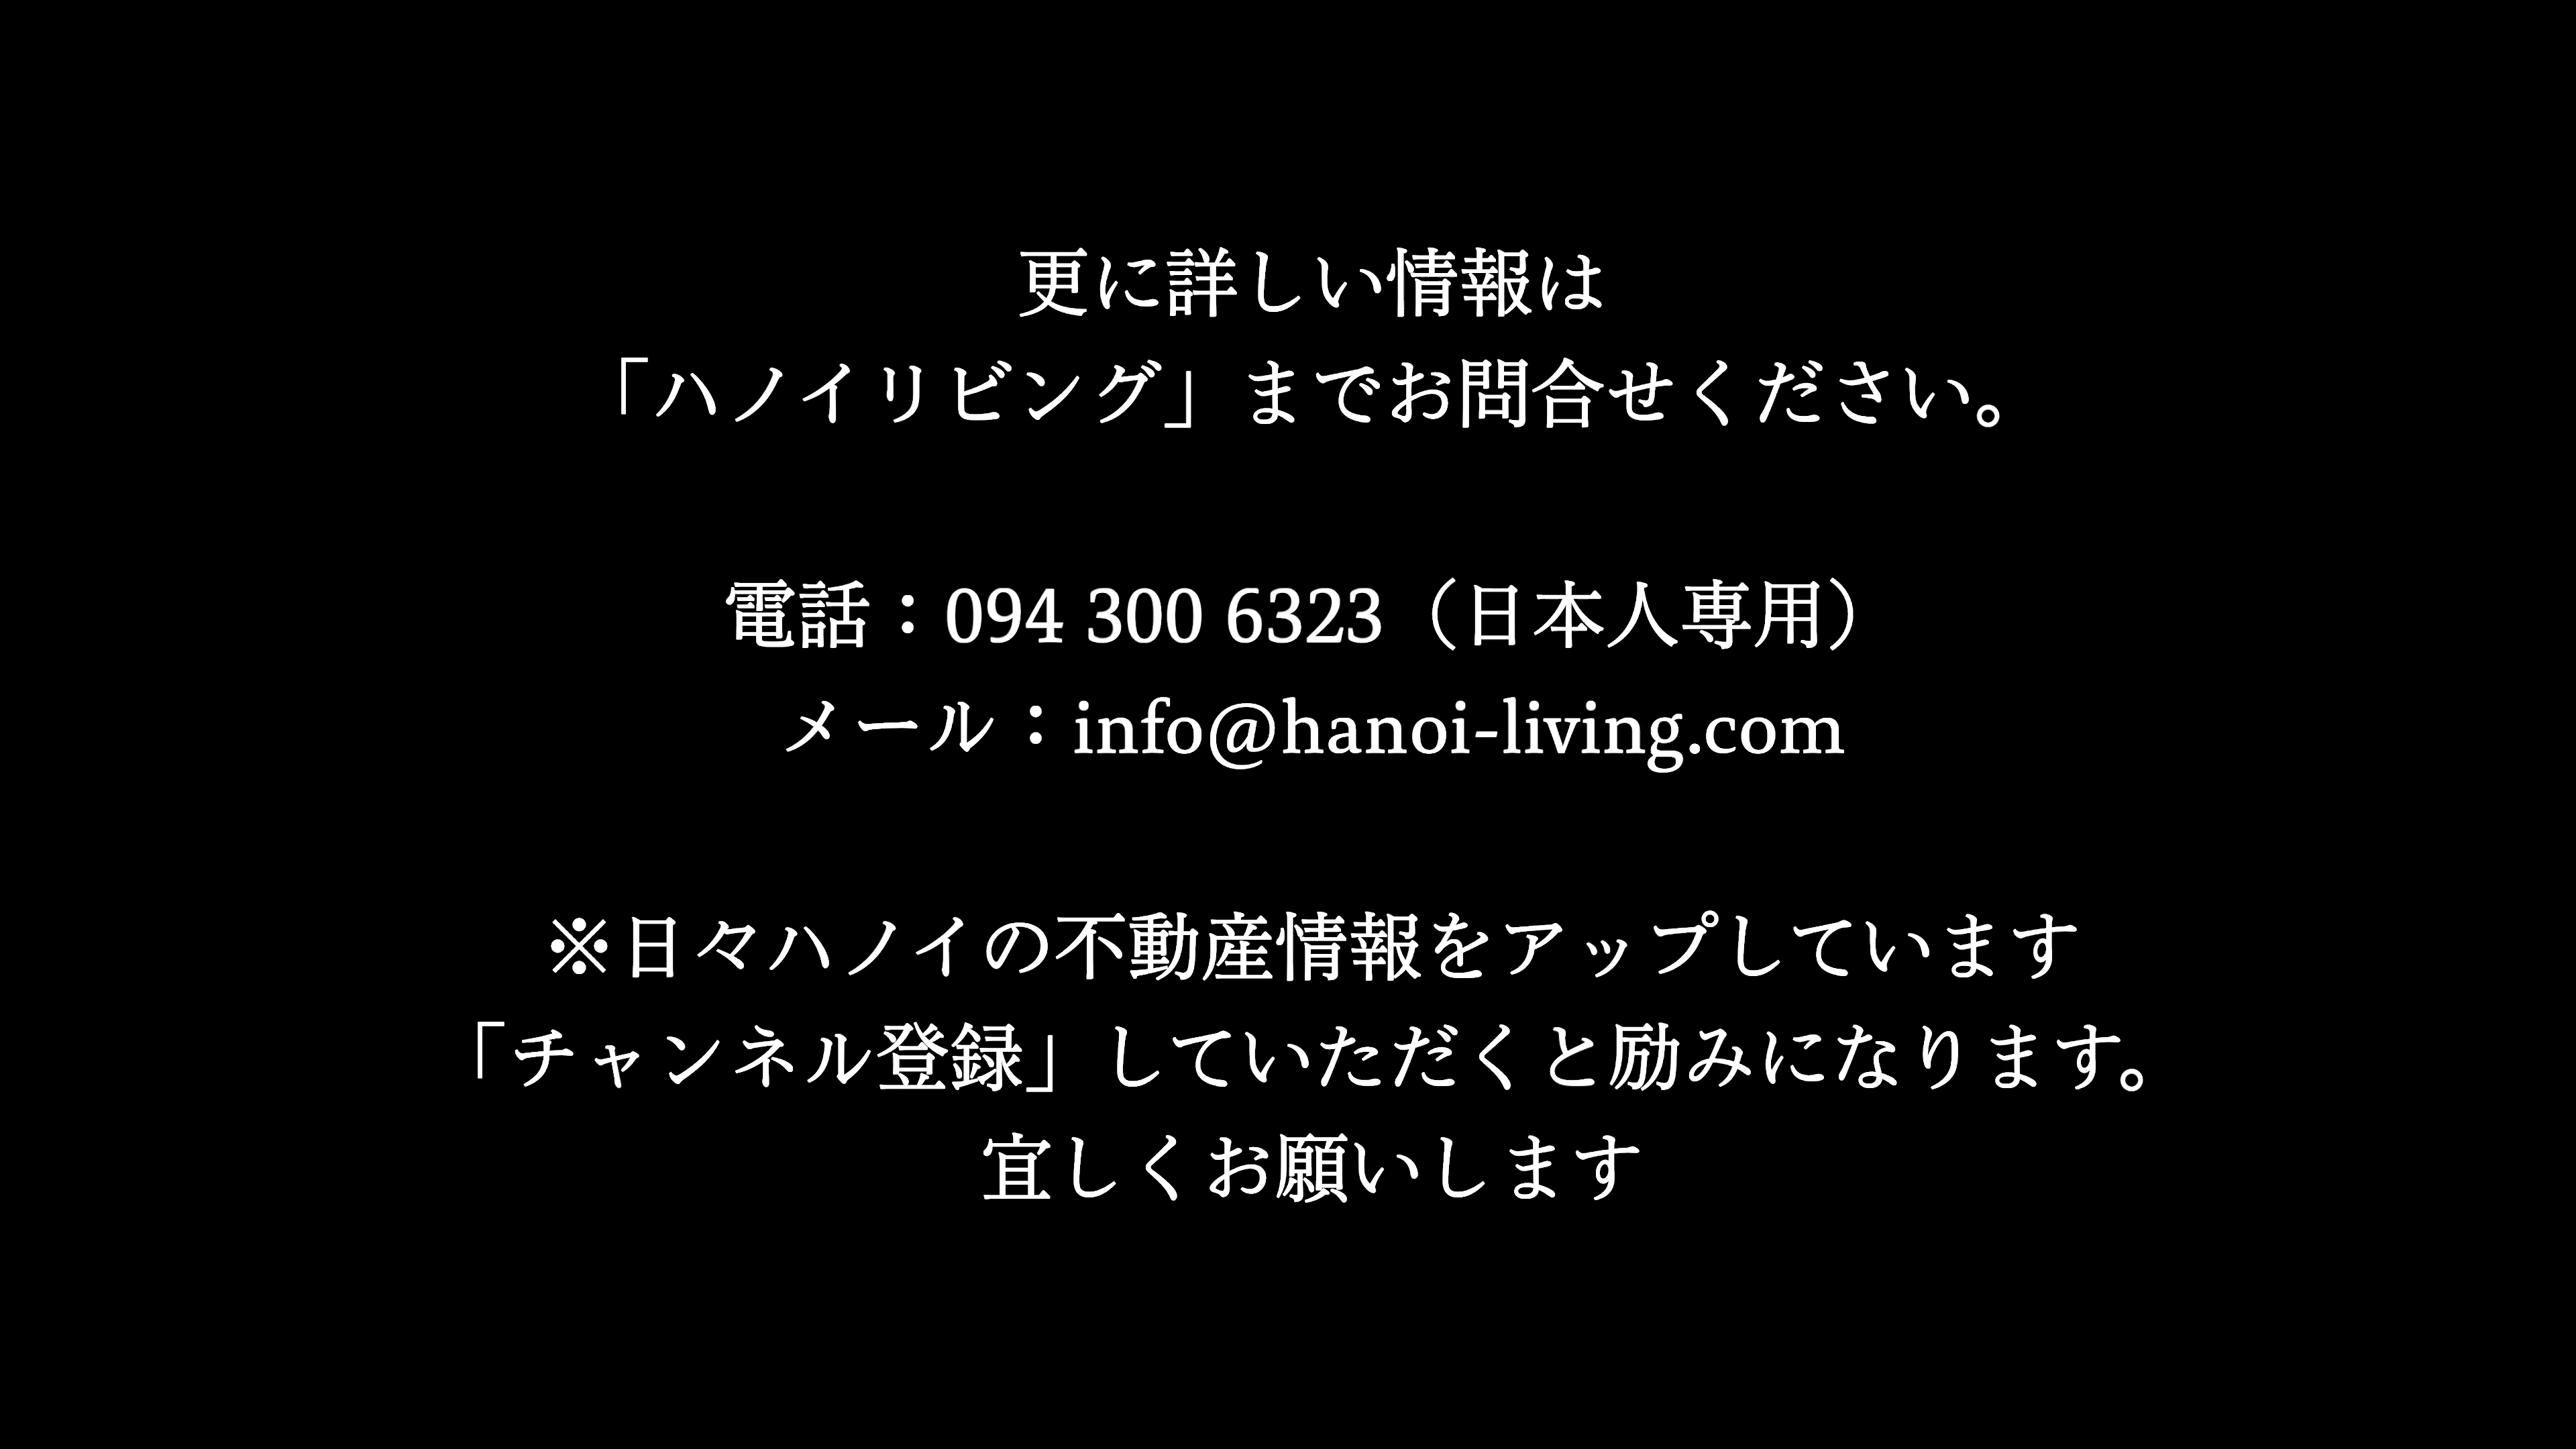 更に詳しい情報は
「ハノイリビング」までお問合せください。
電話：094 300 6323（日本人専用）
メール：info@hanoi-living.com
※日々ハノイの不動産情報をアップしています
「チャンネル登録」していただくと励みになります。
宜しくお願いします